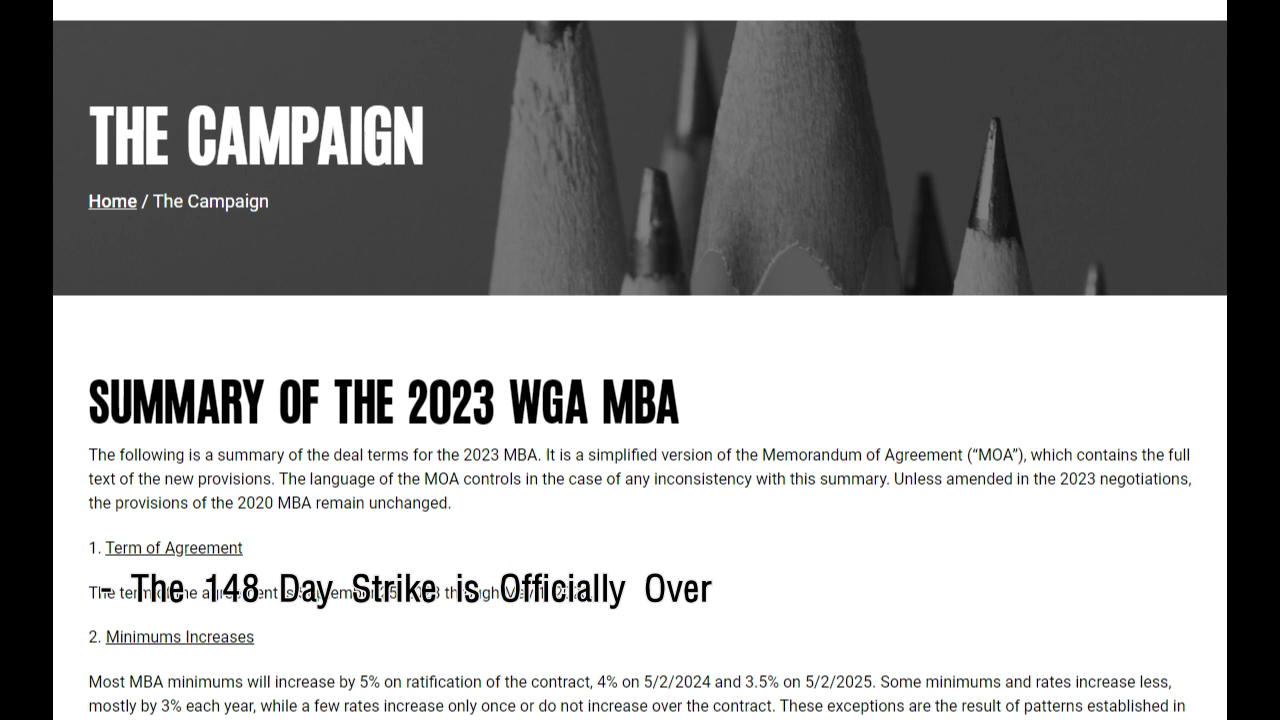 THE CAMPAIGN
Home / The Campaign
SUMMARY OF THE 2023 WGA MBA
The following is a summary of the deal terms for the 2023 MBA. It is a simplified version of the Memorandum of Agreement (“MOA”), which contains the full
text of the new provisions. The language of the MOA controls in the case of any inconsistency with this summary. Unless amended in the 2023 negotiations,
the provisions of the 2020 MBA remain unchanged.
1. Term of Agreement
- The 148 Day Strike is Officially Over
2. Minimums Increases
Most MBA minimums will increase by 5% on ratification of the contract, 4% on 5/2/2024 and 3.5% on 5/2/2025. Some minimums and rates increase less,
mostly by 3% each year, while a few rates increase only once or do not increase over the contract. These exceptions are the result of patterns established in